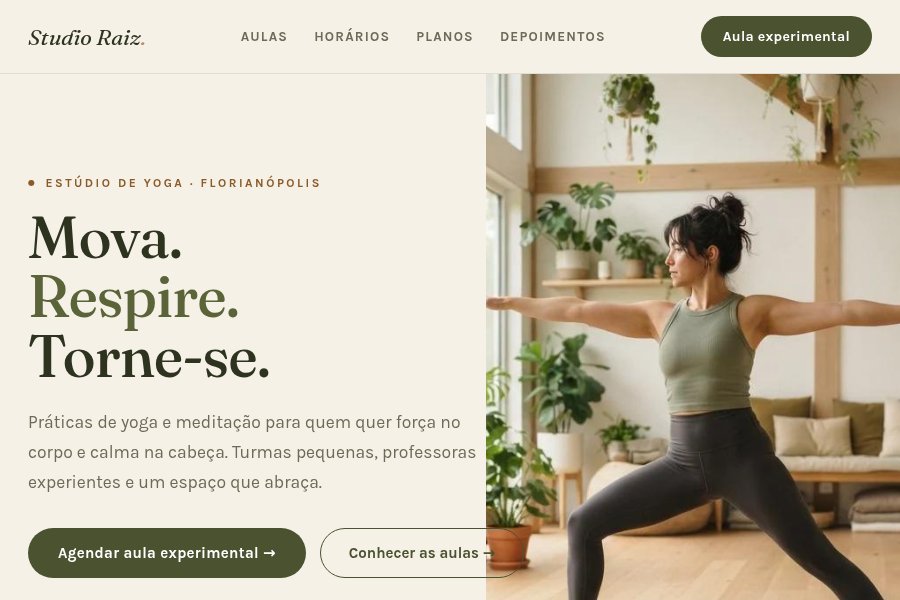 Studio Raiz.
AULAS HORÁRIOS PLANOS DEPOIMENTOS
Aula experimental
ESTÚDIO DE YOGA · FLORIANÓPOLIS
Mova.
Respire.
Torne-se.
Práticas de yoga e meditação para quem quer força no
corpo e calma na cabeça. Turmas pequenas, professoras
experientes e um espaço que abraça.
Agendar aula experimental →
Conhecer as aulas →